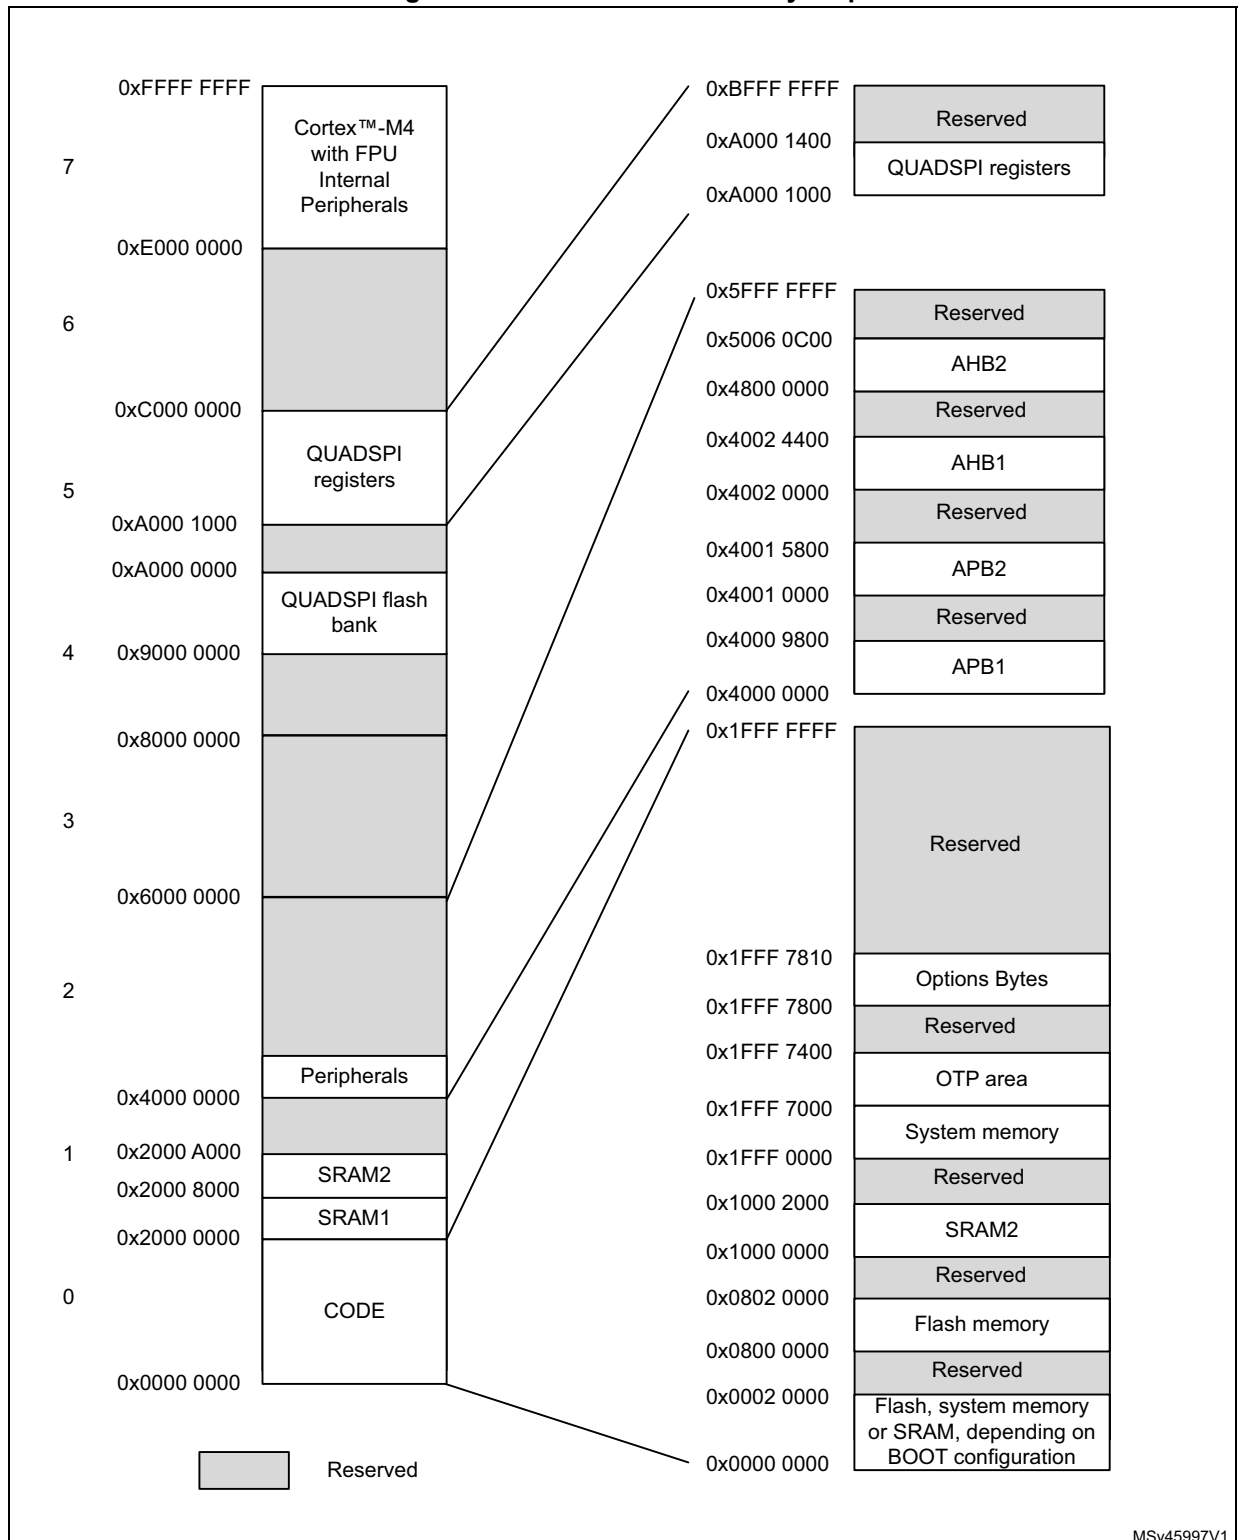 0xFFFF FFFF
Cortex™-M4
with FPU
Internal
Peripherals
7
0xE000 0000
6
0xC000 0000
QUADSPI
registers
5
0xA000 1000
0xA000 0000
QUADSPI flash
bank
4
0x9000 0000
0x8000 0000
3
0x6000 0000
2
Peripherals
0x4000 0000
1
0x2000 A000
SRAM2
0x2000 8000
SRAM1
0x2000 0000
0
CODE
0x0000 0000
Reserved
0xBFFF FFFF
Reserved
0xA000 1400
QUADSPI registers
0xA000 1000
0x5FFF FFFF
Reserved
0x5006 0C00
AHB2
0x4800 0000
Reserved
0x4002 4400
AHB1
0x4002 0000
Reserved
0x4001 5800
APB2
0x4001 0000
Reserved
0x4000 9800
APB1
0x4000 0000
0x1FFF FFFF
Reserved
0x1FFF 7810
Options Bytes
0x1FFF 7800
Reserved
0x1FFF 7400
OTP area
0x1FFF 7000
System memory
0x1FFF 0000
Reserved
0x1000 2000
SRAM2
0x1000 0000
Reserved
0x0802 0000
Flash memory
0x0800 0000
Reserved
0x0002 0000
Flash, system memory
or SRAM, depending on
BOOT configuration
0x0000 0000
MSv45997V1